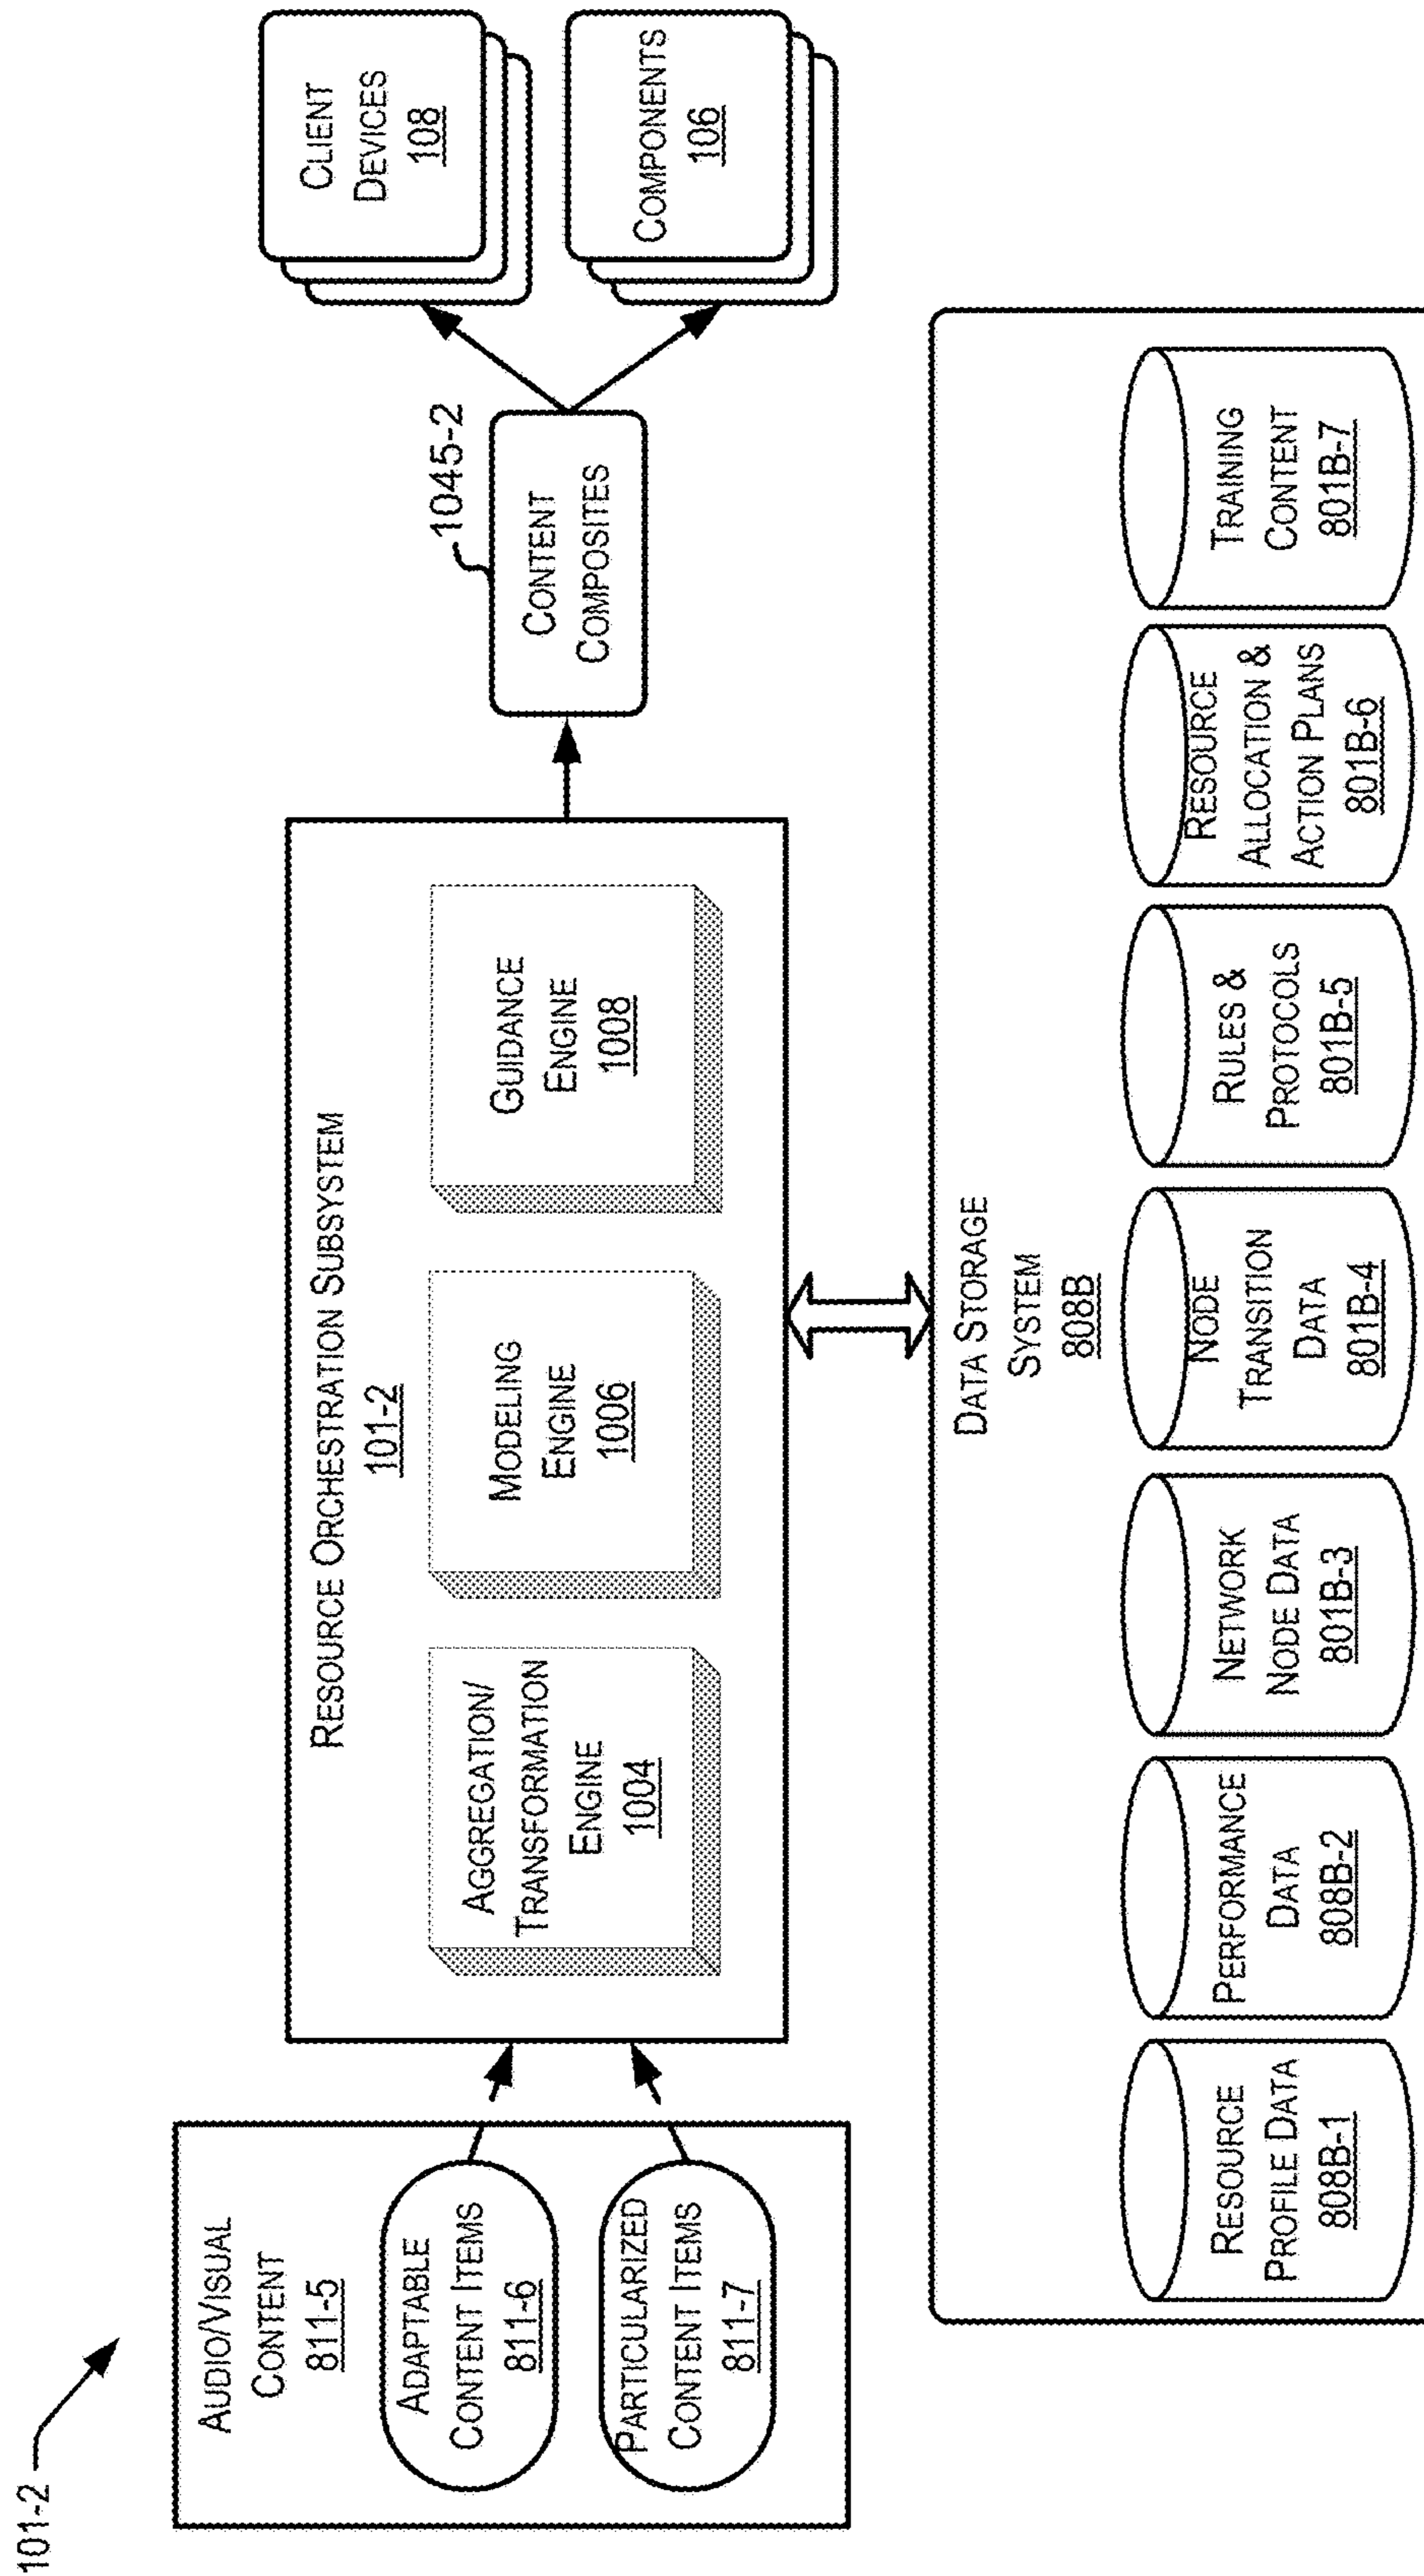 101-2
AUDIO/VISUAL
CONTENT
811-5
ADAPTABLE
CONTENT ITEMS
811-6
PARTICULARIZED
CONTENT ITEMS
811-7
RESOURCE ORCHESTRATION SUBSYSTEM
101-2
AGGREGATION/
TRANSFORMATION
ENGINE
1004
MODELING
ENGINE
1006
GUIDANCE
ENGINE
1008
1045-2
CONTENT
COMPOSITES
CLIENT
DEVICES
108
COMPONENTS
106
DATA STORAGE
SYSTEM
808B
RESOURCE
PROFILE DATA
808B-1
PERFORMANCE
DATA
808B-2
NETWORK
NODE DATA
801B-3
NODE
TRANSITION
DATA
801B-4
RULES &
PROTOCOLS
801B-5
RESOURCE
ALLOCATION &
ACTION PLANS
801B-6
TRAINING
CONTENT
801B-7